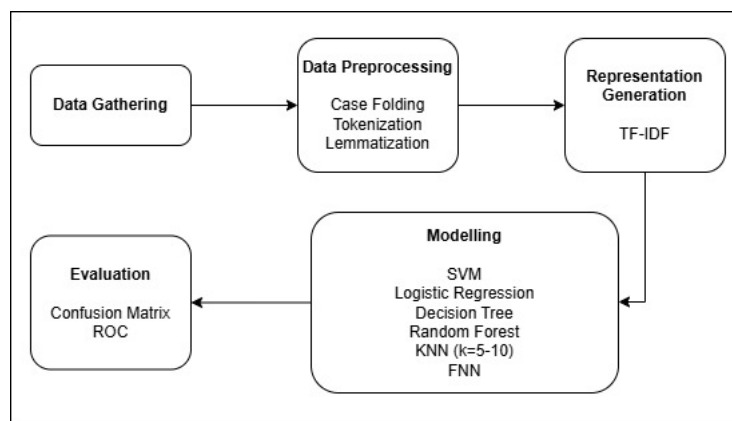 Data Gathering
Data Preprocessing
Case Folding
Tokenization
Lemmatization
Representation
Generation
TF-IDF
Modelling
SVM
Logistic Regression
Decision Tree
Random Forest
KNN (k=5-10)
FNN
Evaluation
Confusion Matrix
ROC